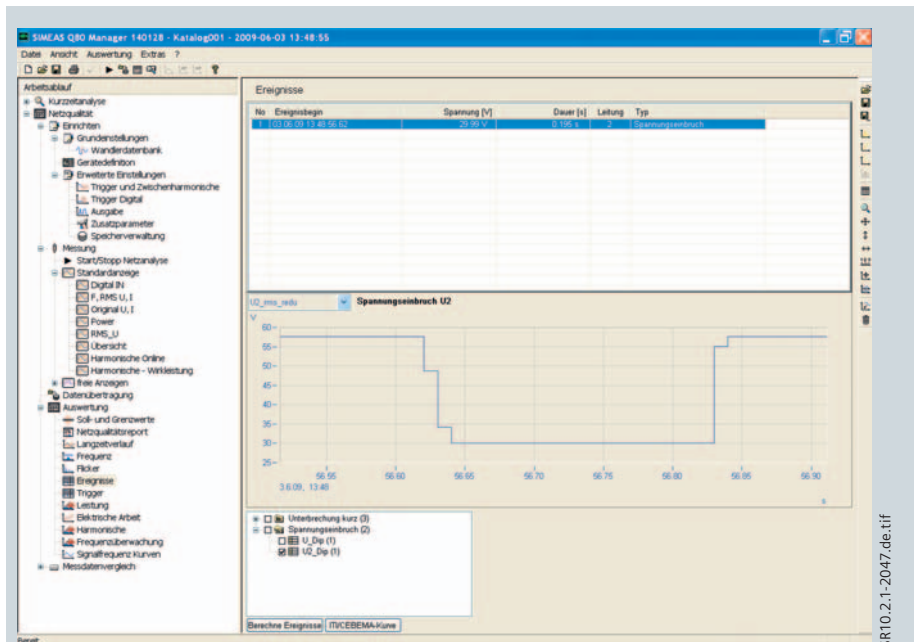 SIMEAS Q80 Manager 140128 - Katalog001 - 2009-06-03 13:48:55
Datei Ansicht Auswertung Extras ?
Arbeitsablauf
Kurzzeitanalyse
Netzqualität
Einrichten
Grundeinstellungen
Wandlerdatenbank
Gerätedefinition
Erweiterte Einstellungen
Trigger und Zwischenharmonische
Trigger Digital
Ausgabe
Zusatzparameter
Speicherverwaltung
Messung
Start/Stopp Netzanalyse
Standardanzeige
Digital IN
F, RMS U, I
Original U, I
Power
RMS_U
Übersicht
Harmonische Online
Harmonische - Wirkleistung
freie Anzeigen
Datenübertragung
Auswertung
Soll- und Grenzwerte
Netzqualitätsreport
Langzeitverlauf
Frequenz
Flicker
Ereignisse
Trigger
Leistung
Elektrische Arbeit
Harmonische
Frequenzüberwachung
Signalfrequenz Kurven
Messdatenvergleich
Ereignisse
No Ereignisbeginn Spannung [V] Dauer [s] Leitung Typ
1 03.06.09 13:48:56.62 29.99 V 0.195 s 2 Spannungseinbruch
U2_rms_redu Spannungseinbruch U2
V
60
55
50
45
40
35
30
25
56.55 56.60 56.65 56.70 56.75 56.80 56.85 56.90
3.6.09, 13:48
s
Unterbrechung kurz (3)
Spannungseinbruch (2)
U_Dip (1)
U2_Dip (1)
Berechne Ereignisse ITI/CEBEMA-Kurve
Bereit
R10.2.1-2047.de.tif